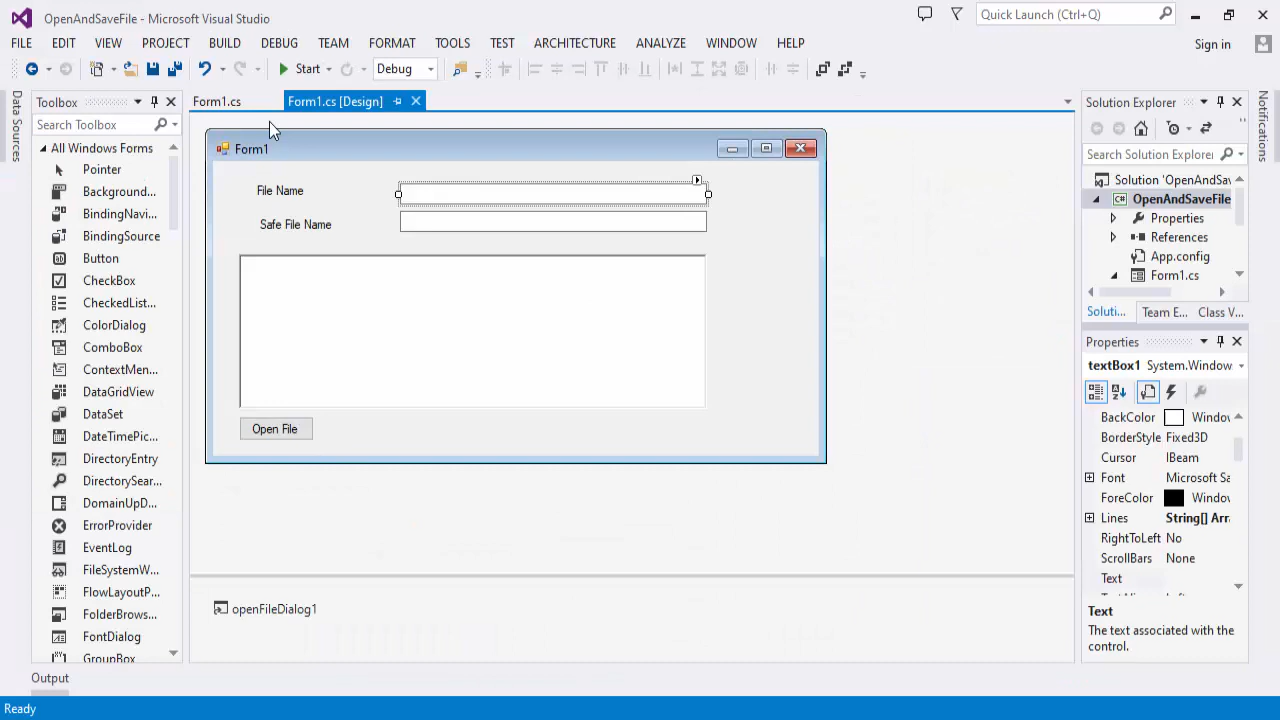 OpenAndSaveFile - Microsoft Visual Studio
Quick Launch (Ctrl+Q)
FILE EDIT VIEW PROJECT BUILD DEBUG TEAM FORMAT TOOLS TEST ARCHITECTURE ANALYZE WINDOW HELP
Sign in
Start Debug
Data Sources
Toolbox
Search Toolbox
All Windows Forms
Pointer
Background...
BindingNavi...
BindingSource
Button
CheckBox
CheckedList...
ColorDialog
ComboBox
ContextMen...
DataGridView
DataSet
DateTimePic...
DirectoryEntry
DirectorySear...
DomainUpD...
ErrorProvider
EventLog
FileSystemW...
FlowLayoutP...
FolderBrows...
FontDialog
GroupBox
Form1.cs Form1.cs [Design]
Form1
File Name
Safe File Name
Open File
openFileDialog1
Solution Explorer
Search Solution Explorer
Solution 'OpenAndSav
C# OpenAndSaveFile
Properties
References
App.config
Form1.cs
Soluti... Team E... Class V...
Notifications
Properties
textBox1 System.Window
BackColor Windov
BorderStyle Fixed3D
Cursor IBeam
Font Microsoft Sa
ForeColor Windov
Lines String[] Arr
RightToLeft No
ScrollBars None
Text
Text
The text associated with the
control.
Output
Ready